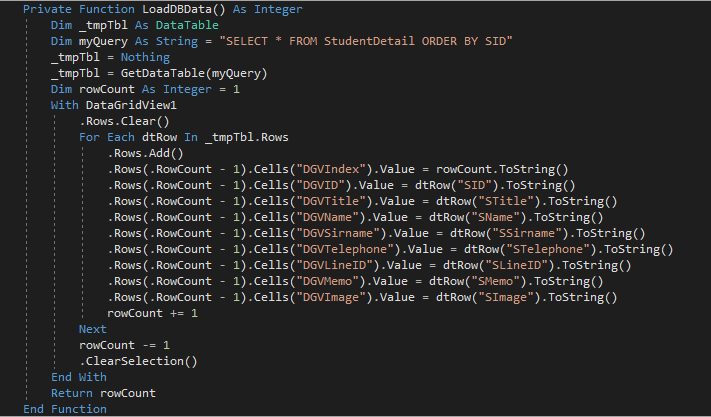 Private Function LoadDBData() As Integer
Dim _tmpTbl As DataTable
Dim myQuery As String = "SELECT * FROM StudentDetail ORDER BY SID"
_tmpTbl = Nothing
_tmpTbl = GetDataTable(myQuery)
Dim rowCount As Integer = 1
With DataGridView1
.Rows.Clear()
For Each dtRow In _tmpTbl.Rows
.Rows.Add()
.Rows(.RowCount - 1).Cells("DGVIndex").Value = rowCount.ToString()
.Rows(.RowCount - 1).Cells("DGVID").Value = dtRow("SID").ToString()
.Rows(.RowCount - 1).Cells("DGVTitle").Value = dtRow("STitle").ToString()
.Rows(.RowCount - 1).Cells("DGVName").Value = dtRow("SName").ToString()
.Rows(.RowCount - 1).Cells("DGVSirname").Value = dtRow("SSirname").ToString()
.Rows(.RowCount - 1).Cells("DGVTelephone").Value = dtRow("STelephone").ToString()
.Rows(.RowCount - 1).Cells("DGVLineID").Value = dtRow("SLineID").ToString()
.Rows(.RowCount - 1).Cells("DGVMemo").Value = dtRow("SMemo").ToString()
.Rows(.RowCount - 1).Cells("DGVImage").Value = dtRow("SImage").ToString()
rowCount += 1
Next
rowCount -= 1
.ClearSelection()
End With
Return rowCount
End Function